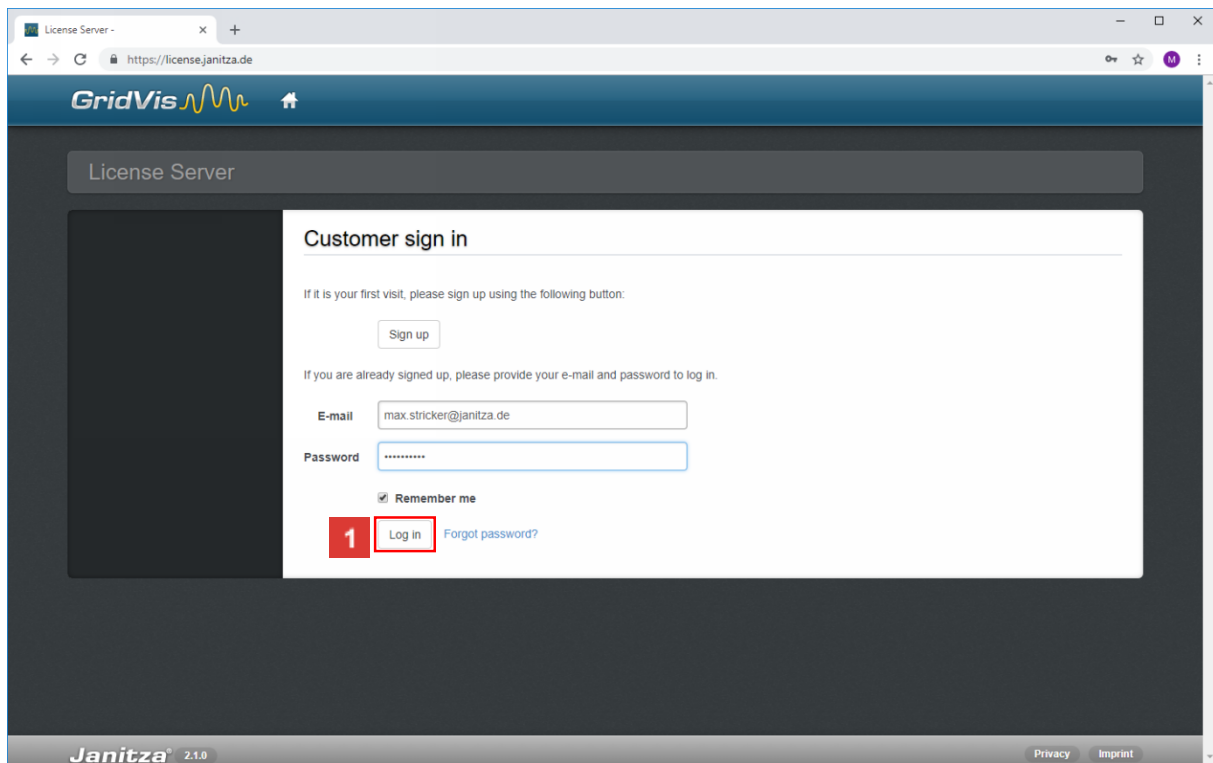 License Server -
https://license.janitza.de
M
GridVis
License Server
Customer sign in
If it is your first visit, please sign up using the following button:
Sign up
If you are already signed up, please provide your e-mail and password to log in.
E-mail max.stricker@janitza.de
Password ••••••••••
Remember me
1 Log in Forgot password?
Janitza® 2.1.0 Privacy Imprint